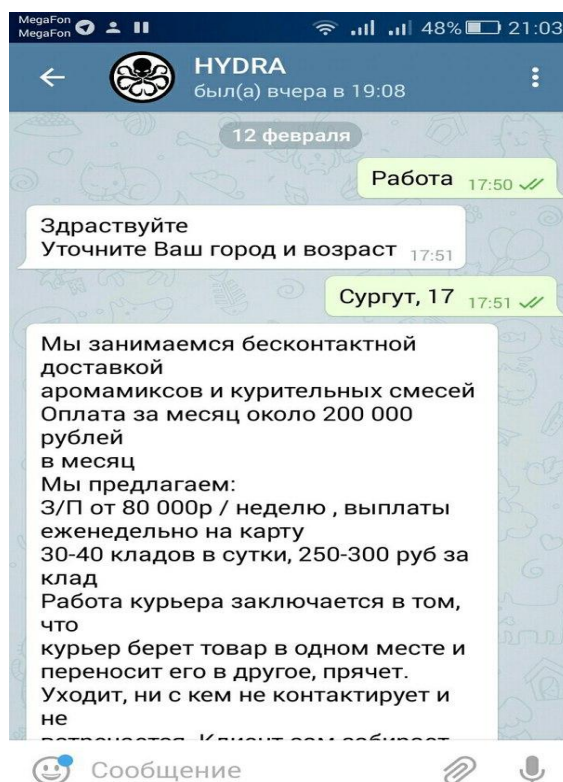 MegaFon
MegaFon
48% 21:03
HYDRA
был(а) вчера в 19:08
12 февраля
Работа 17:50
Здраствуйте
Уточните Ваш город и возраст 17:51
Сургут, 17 17:51
Мы занимаемся бесконтактной
доставкой
аромамиксов и курительных смесей
Оплата за месяц около 200 000
рублей
в месяц
Мы предлагаем:
З/П от 80 000р / неделю , выплаты
еженедельно на карту
30-40 кладов в сутки, 250-300 руб за
клад
Работа курьера заключается в том,
что
курьер берет товар в одном месте и
переносит его в другое, прячет.
Уходит, ни с кем не контактирует и
не
Сообщение